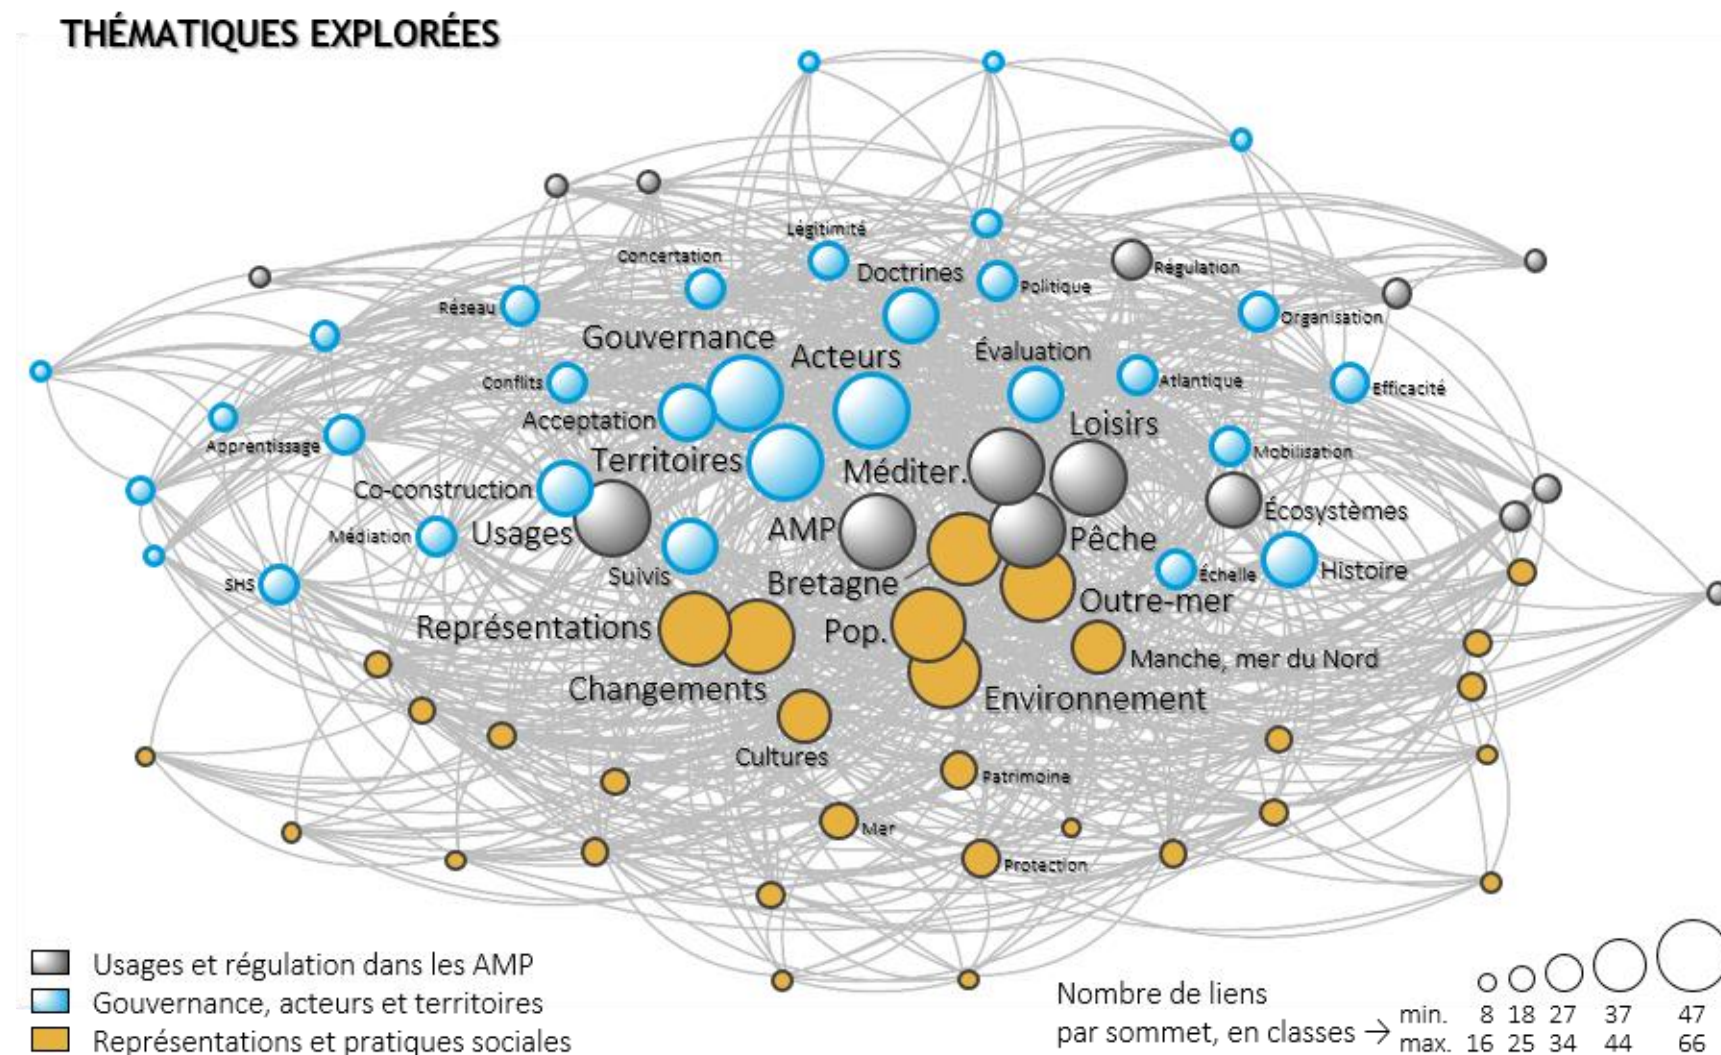 THÉMATIQUES EXPLORÉES
Légitimité
Concertation
Doctrines
Régulation
Politique
Réseau
Organisation
Gouvernance
Acteurs
Évaluation
Conflits
Atlantique
Efficacité
Acceptation
Loisirs
Apprentissage
Mobilisation
Territoires
Méditer.
Co-construction
Écosystèmes
Médiation
Usages
AMP
Pêche
Suivis
Bretagne
Échelle
Histoire
SHS
Outre-mer
Représentations
Pop.
Manche, mer du Nord
Changements
Environnement
Cultures
Patrimoine
Mer
Protection
Usages et régulation dans les AMP
Gouvernance, acteurs et territoires
Représentations et pratiques sociales
Nombre de liens
par sommet, en classes →
min. 8 18 27 37 47
max. 16 25 34 44 66